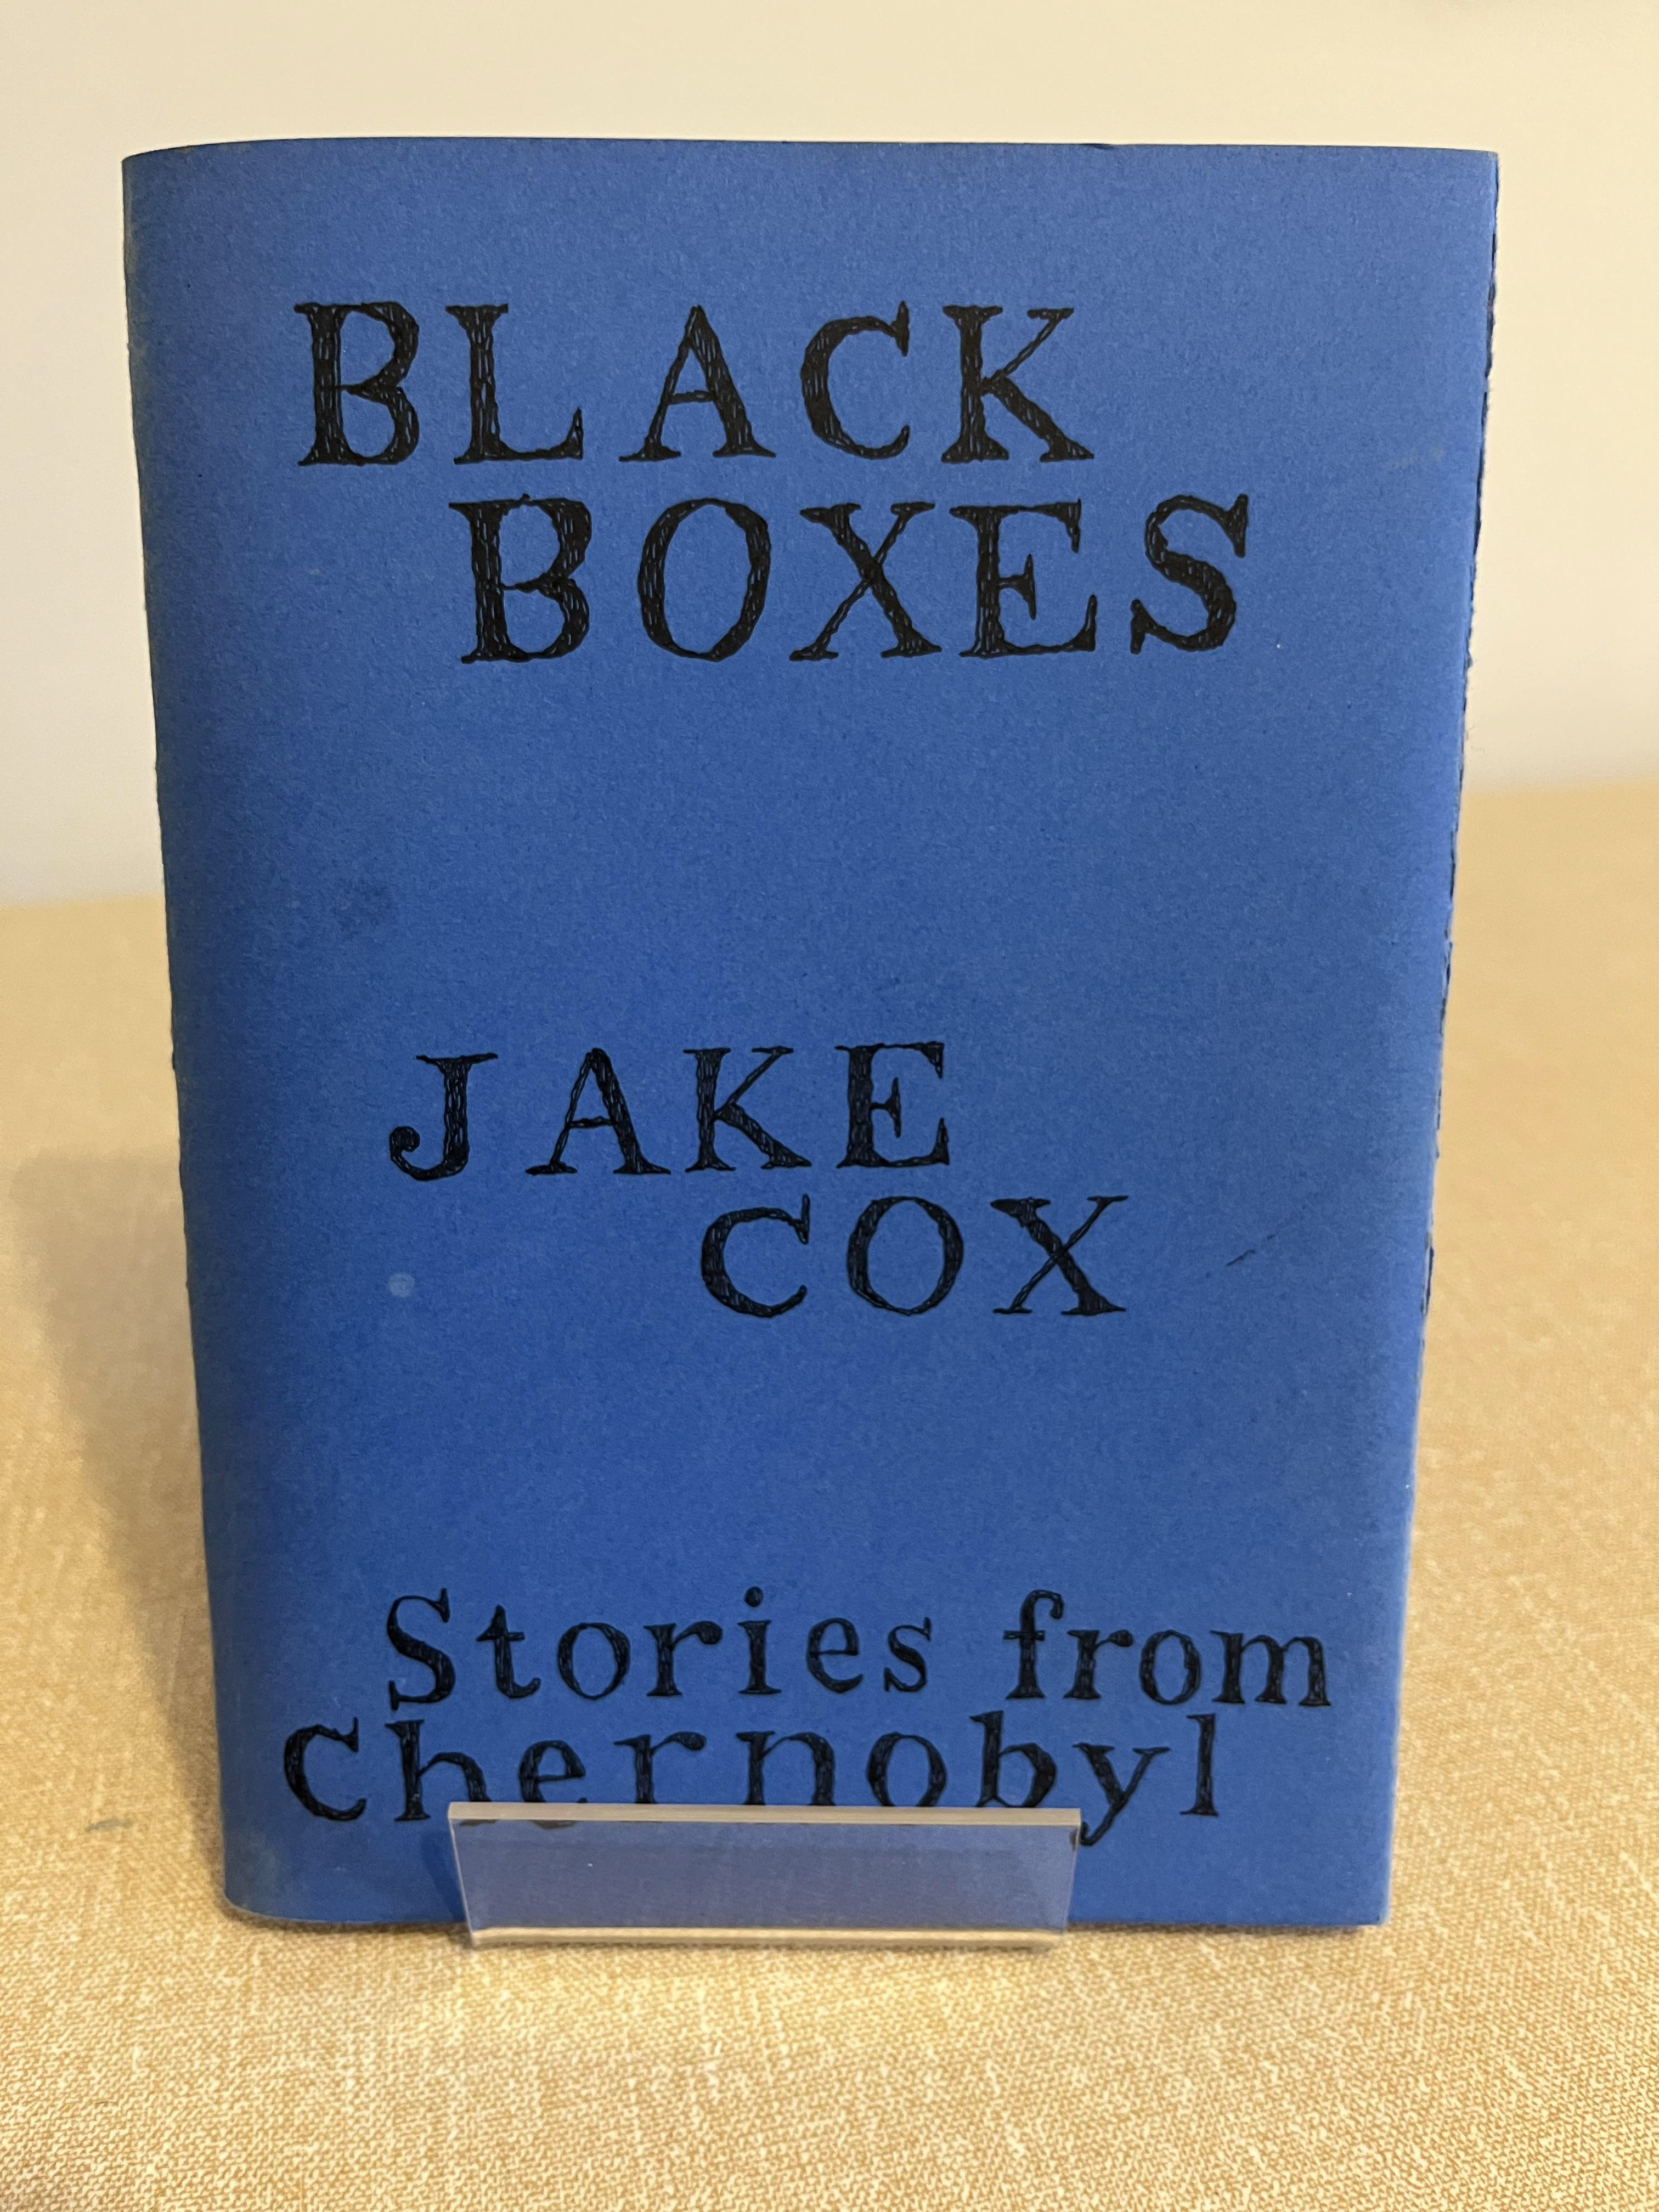 BLACK
BOXES
JAKE
COX
Stories from
Chernobyl